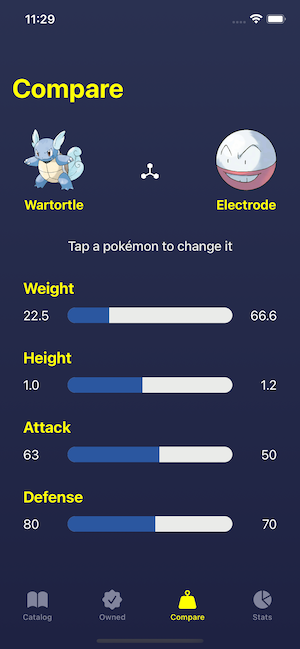 11:29
Compare
Wartortle Electrode
Tap a pokémon to change it
Weight
22.5 66.6
Height
1.0 1.2
Attack
63 50
Defense
80 70
Catalog Owned Compare Stats